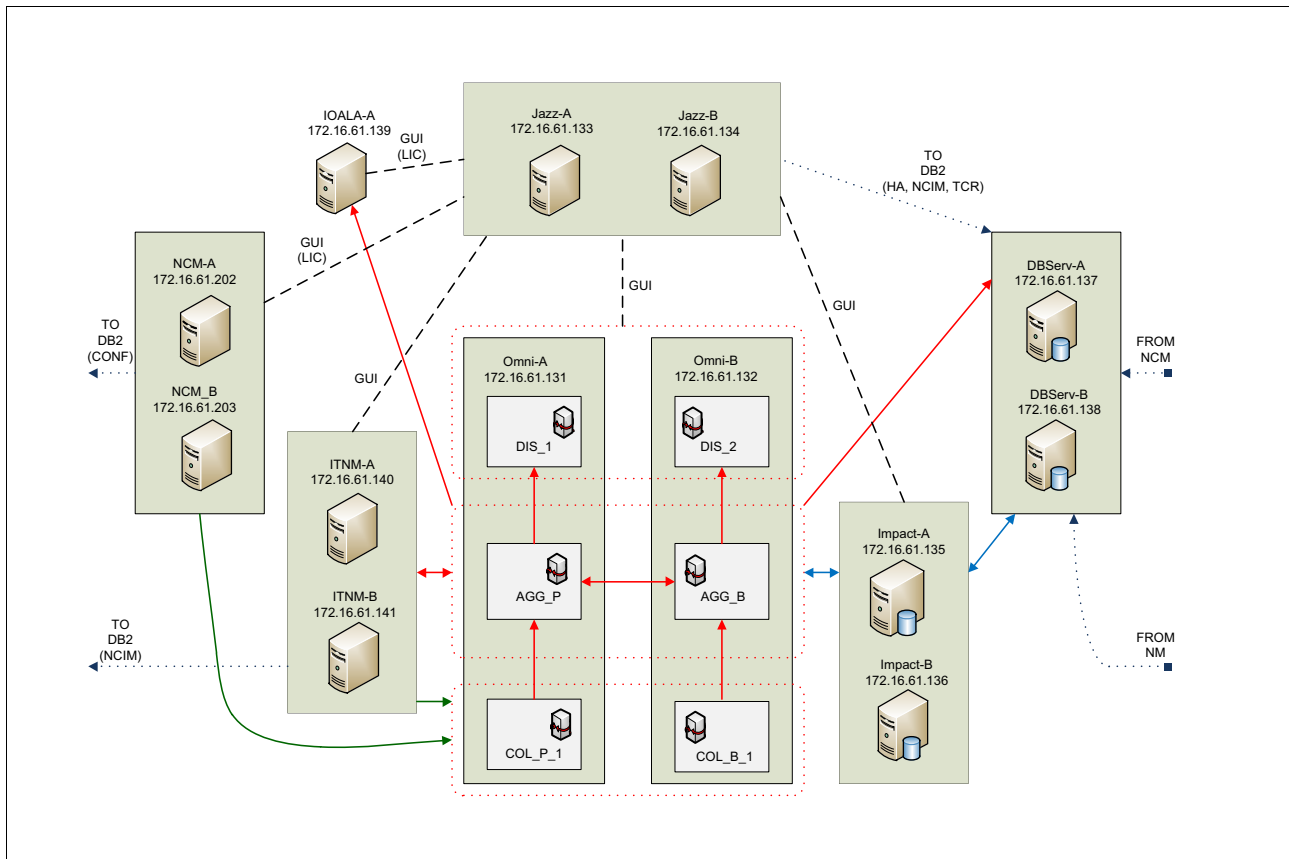 IOALA-A
172.16.61.139
GUI
(LIC)
Jazz-A
172.16.61.133
Jazz-B
172.16.61.134
TO
DB2
(HA, NCIM, TCR)
GUI
(LIC)
NCM-A
172.16.61.202
TO
DB2
(CONF)
NCM_B
172.16.61.203
GUI
GUI
GUI
DBServ-A
172.16.61.137
FROM
NCM
DBServ-B
172.16.61.138
Omni-A
172.16.61.131
DIS_1
AGG_P
COL_P_1
Omni-B
172.16.61.132
DIS_2
AGG_B
COL_B_1
ITNM-A
172.16.61.140
ITNM-B
172.16.61.141
TO
DB2
(NCIM)
Impact-A
172.16.61.135
Impact-B
172.16.61.136
FROM
NM